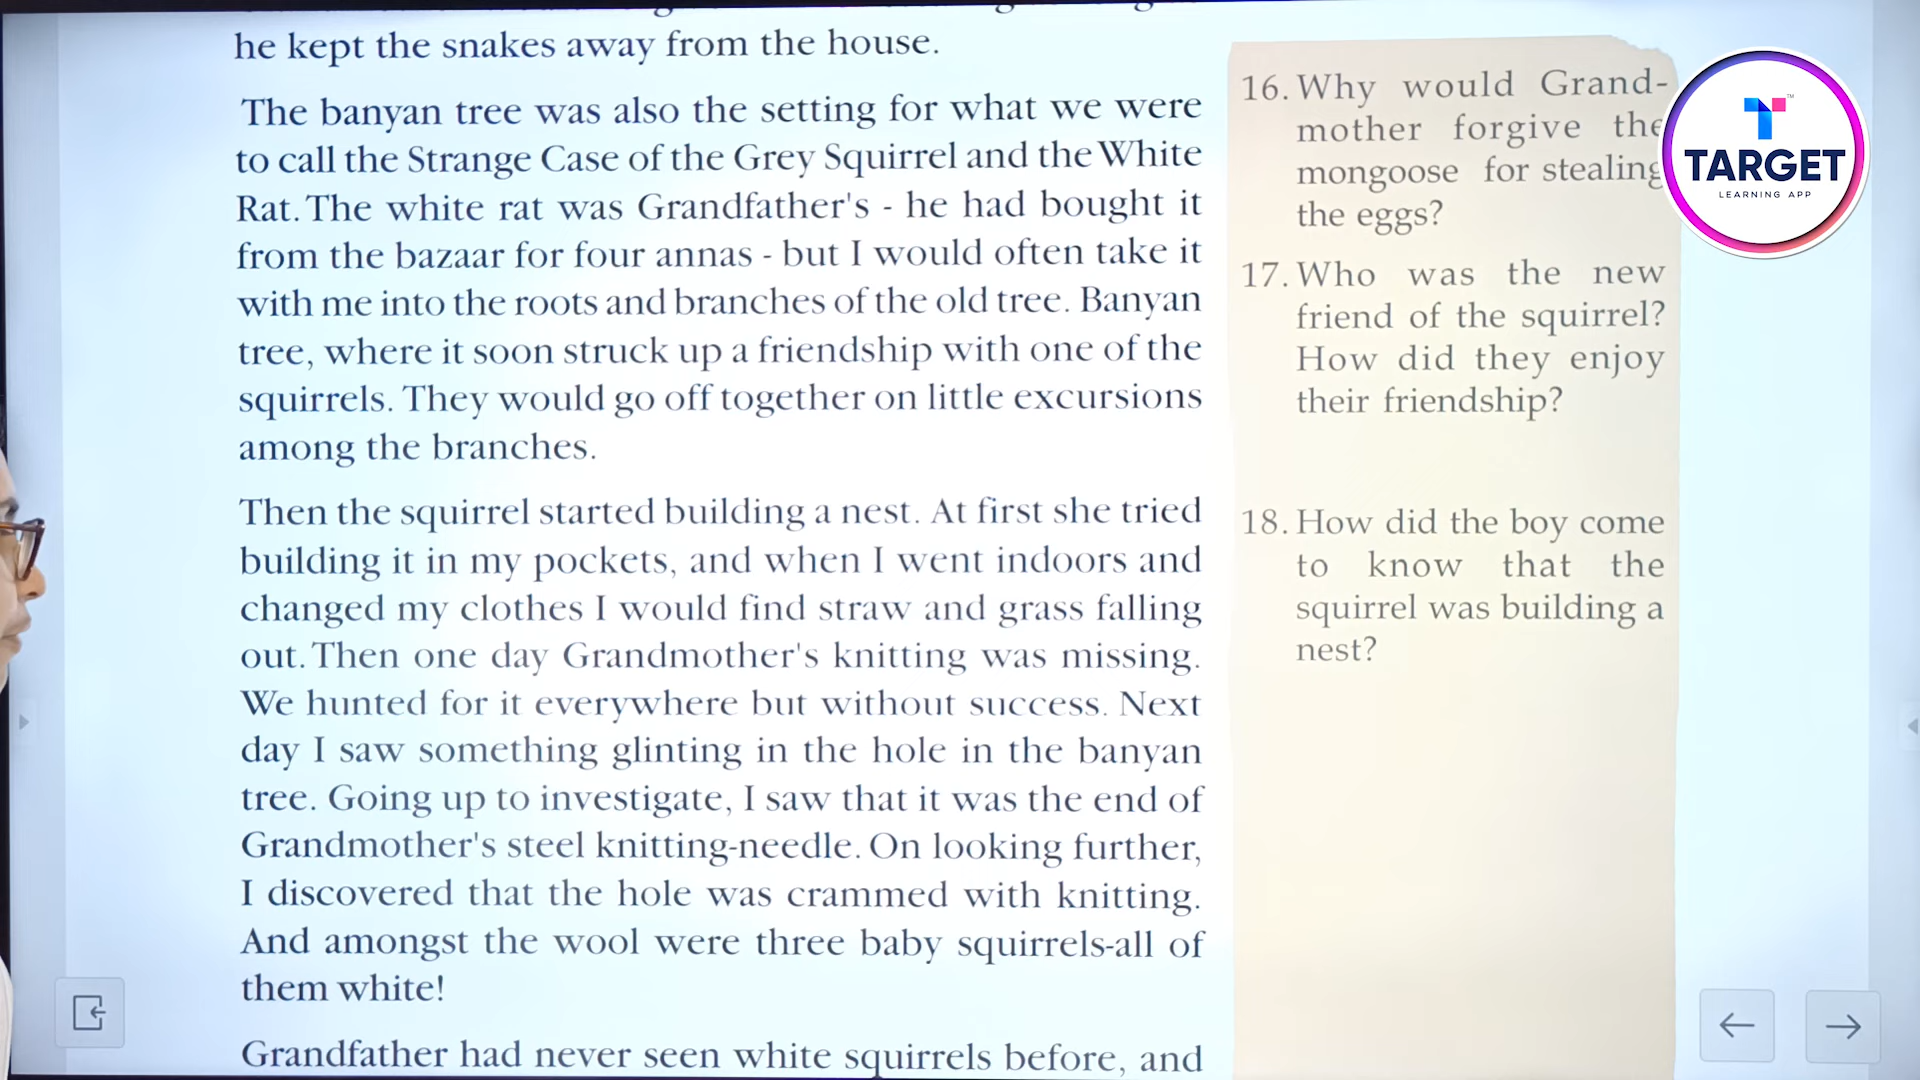 he kept the snakes away from the house.
The banyan tree was also the setting for what we were
to call the Strange Case of the Grey Squirrel and the White
Rat. The white rat was Grandfather's - he had bought it
from the bazaar for four annas - but I would often take it
with me into the roots and branches of the old tree. Banyan
tree, where it soon struck up a friendship with one of the
squirrels. They would go off together on little excursions
among the branches.
Then the squirrel started building a nest. At first she tried
building it in my pockets, and when I went indoors and
changed my clothes I would find straw and grass falling
out. Then one day Grandmother's knitting was missing.
We hunted for it everywhere but without success. Next
day I saw something glinting in the hole in the banyan
tree. Going up to investigate, I saw that it was the end of
Grandmother's steel knitting-needle. On looking further,
I discovered that the hole was crammed with knitting.
And amongst the wool were three baby squirrels-all of
them white!
Grandfather had never seen white squirrels before, and
16. Why would Grand-
mother forgive the
mongoose for stealing
the eggs?
17. Who was the new
friend of the squirrel?
How did they enjoy
their friendship?
18. How did the boy come
to know that the
squirrel was building a
nest?
TM
TARGET
LEARNING APP